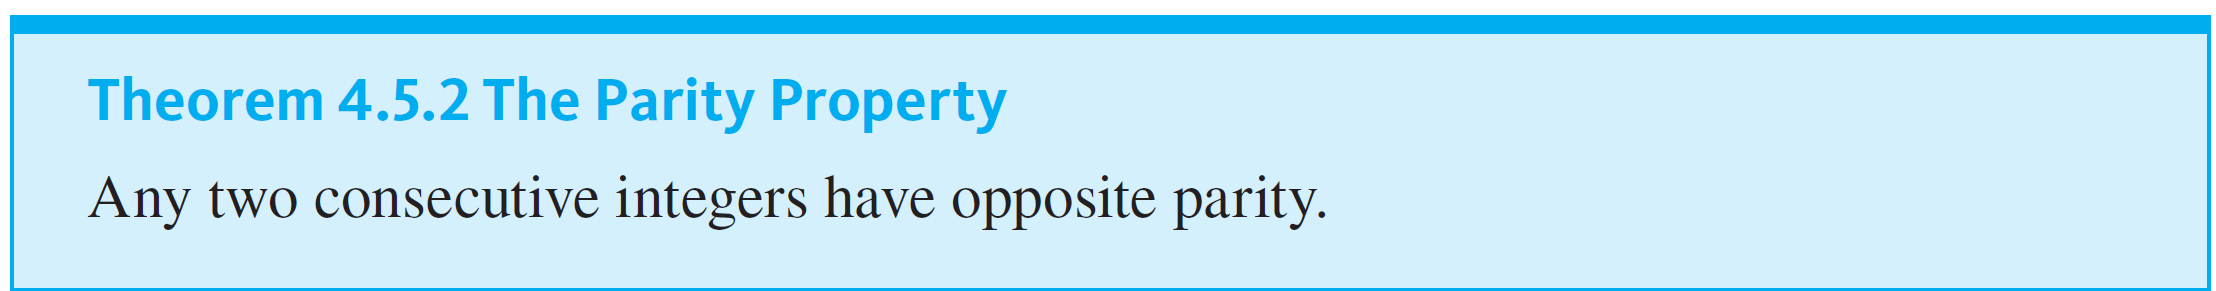 Theorem 4.5.2 The Parity Property
Any two consecutive integers have opposite parity.